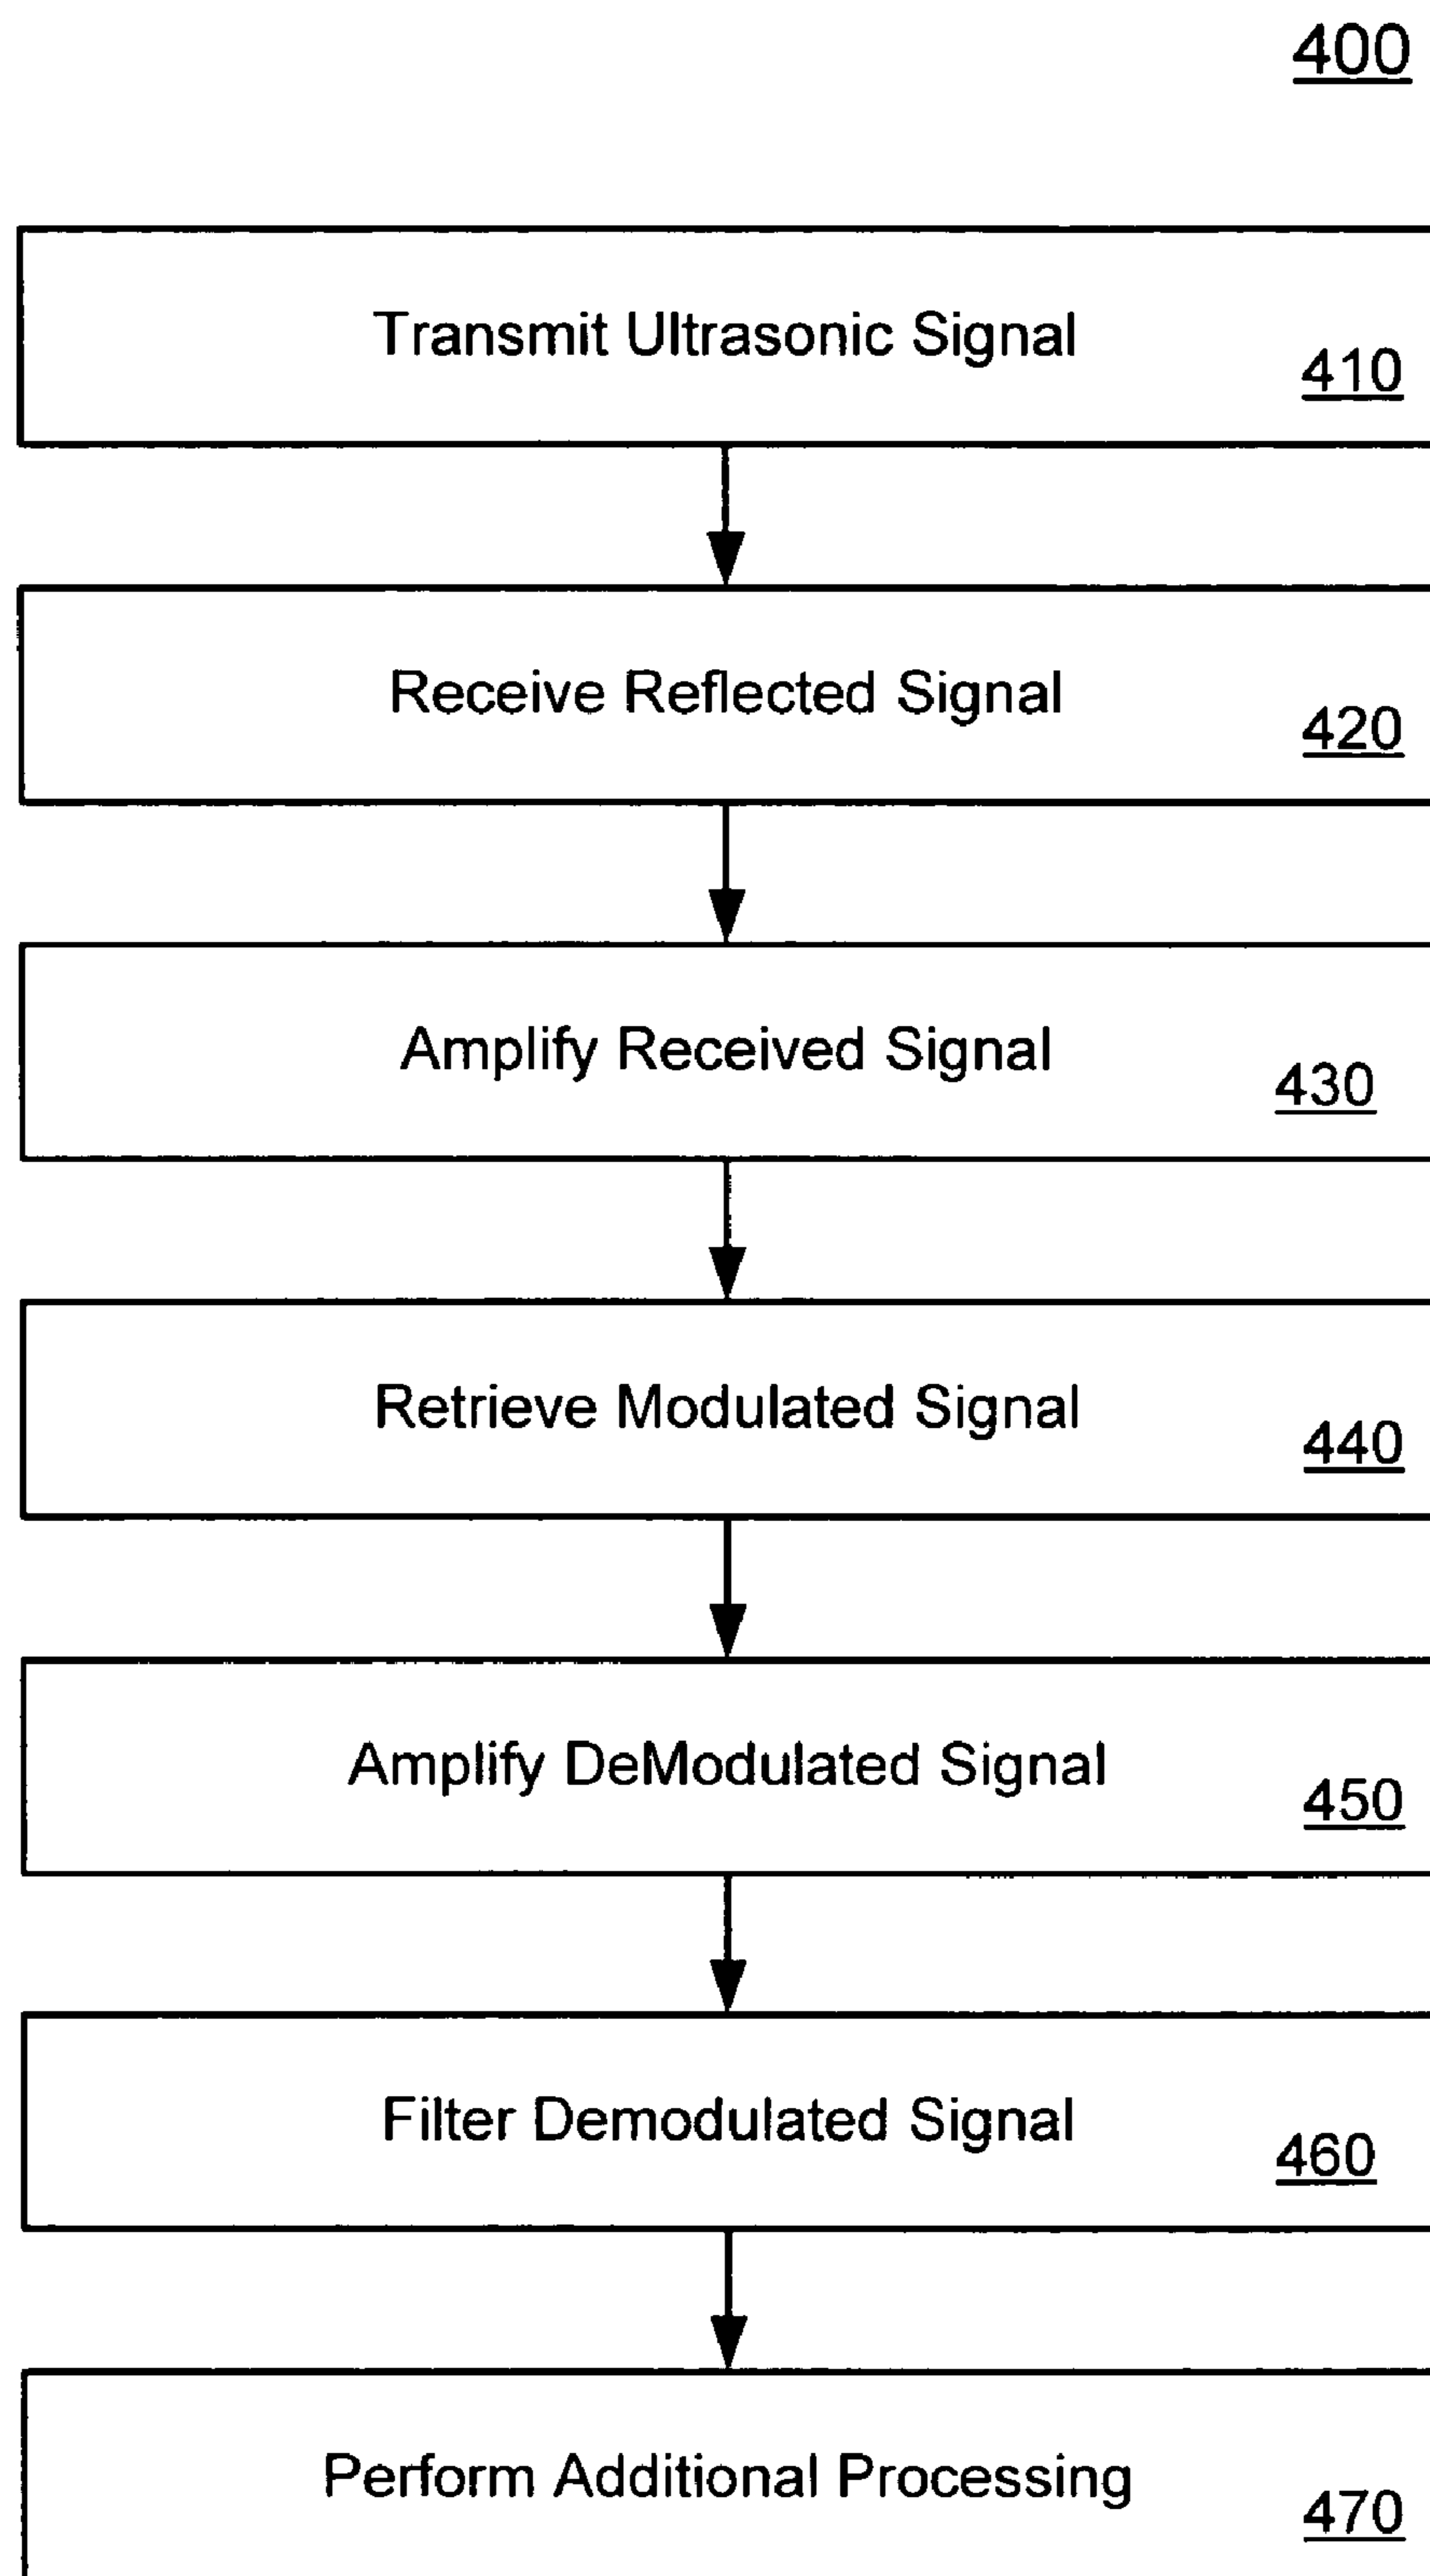 400
Transmit Ultrasonic Signal
410
Receive Reflected Signal
420
Amplify Received Signal
430
Retrieve Modulated Signal
440
Amplify DeModulated Signal
450
Filter Demodulated Signal
460
Perform Additional Processing
470